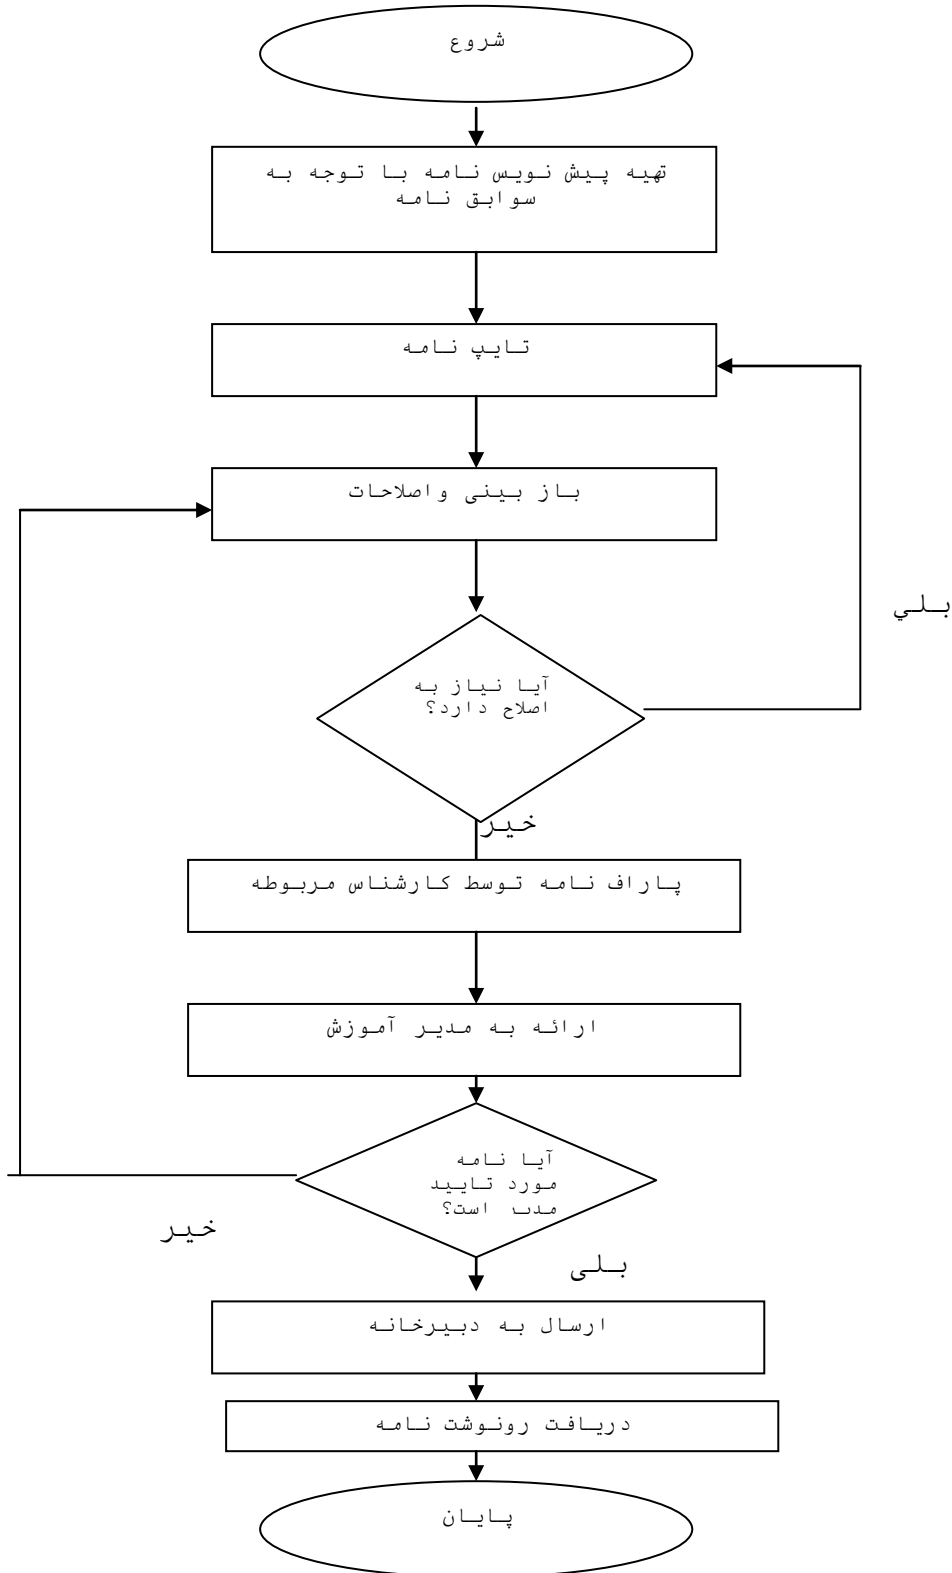 شروع
تهیه پیش نویس نامه با توجه به
سوابق نامه
تایپ نامه
باز بینی واصلاحات
بلي
آیا نیاز به
اصلاح دارد؟
خیر
پاراف نامه توسط کارشناس مربوطه
ارائه به مدیر آموزش
آیا نامه
مورد تایید
است؟
خیر
بلی
ارسال به دبیرخانه
دریافت رونوشت نامه
پایان